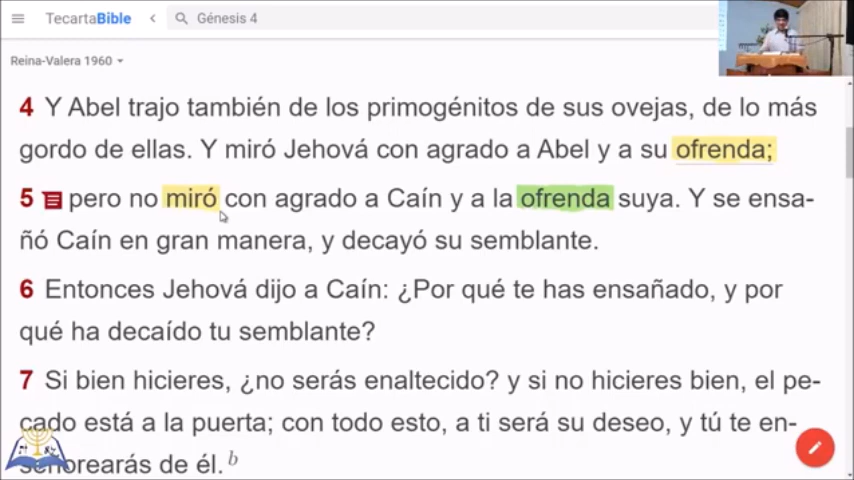 TecartaBible
Génesis 4
Reina-Valera 1960
4 Y Abel trajo también de los primogénitos de sus ovejas, de lo más
gordo de ellas. Y miró Jehová con agrado a Abel y a su ofrenda;
5 pero no miró con agrado a Caín y a la ofrenda suya. Y se ensa-
ñó Caín en gran manera, y decayó su semblante.
6 Entonces Jehová dijo a Caín: ¿Por qué te has ensañado, y por
qué ha decaído tu semblante?
7 Si bien hicieres, ¿no serás enaltecido? y si no hicieres bien, el pe-
cado está a la puerta; con todo esto, a ti será su deseo, y tú te en-
señorearás de él. b